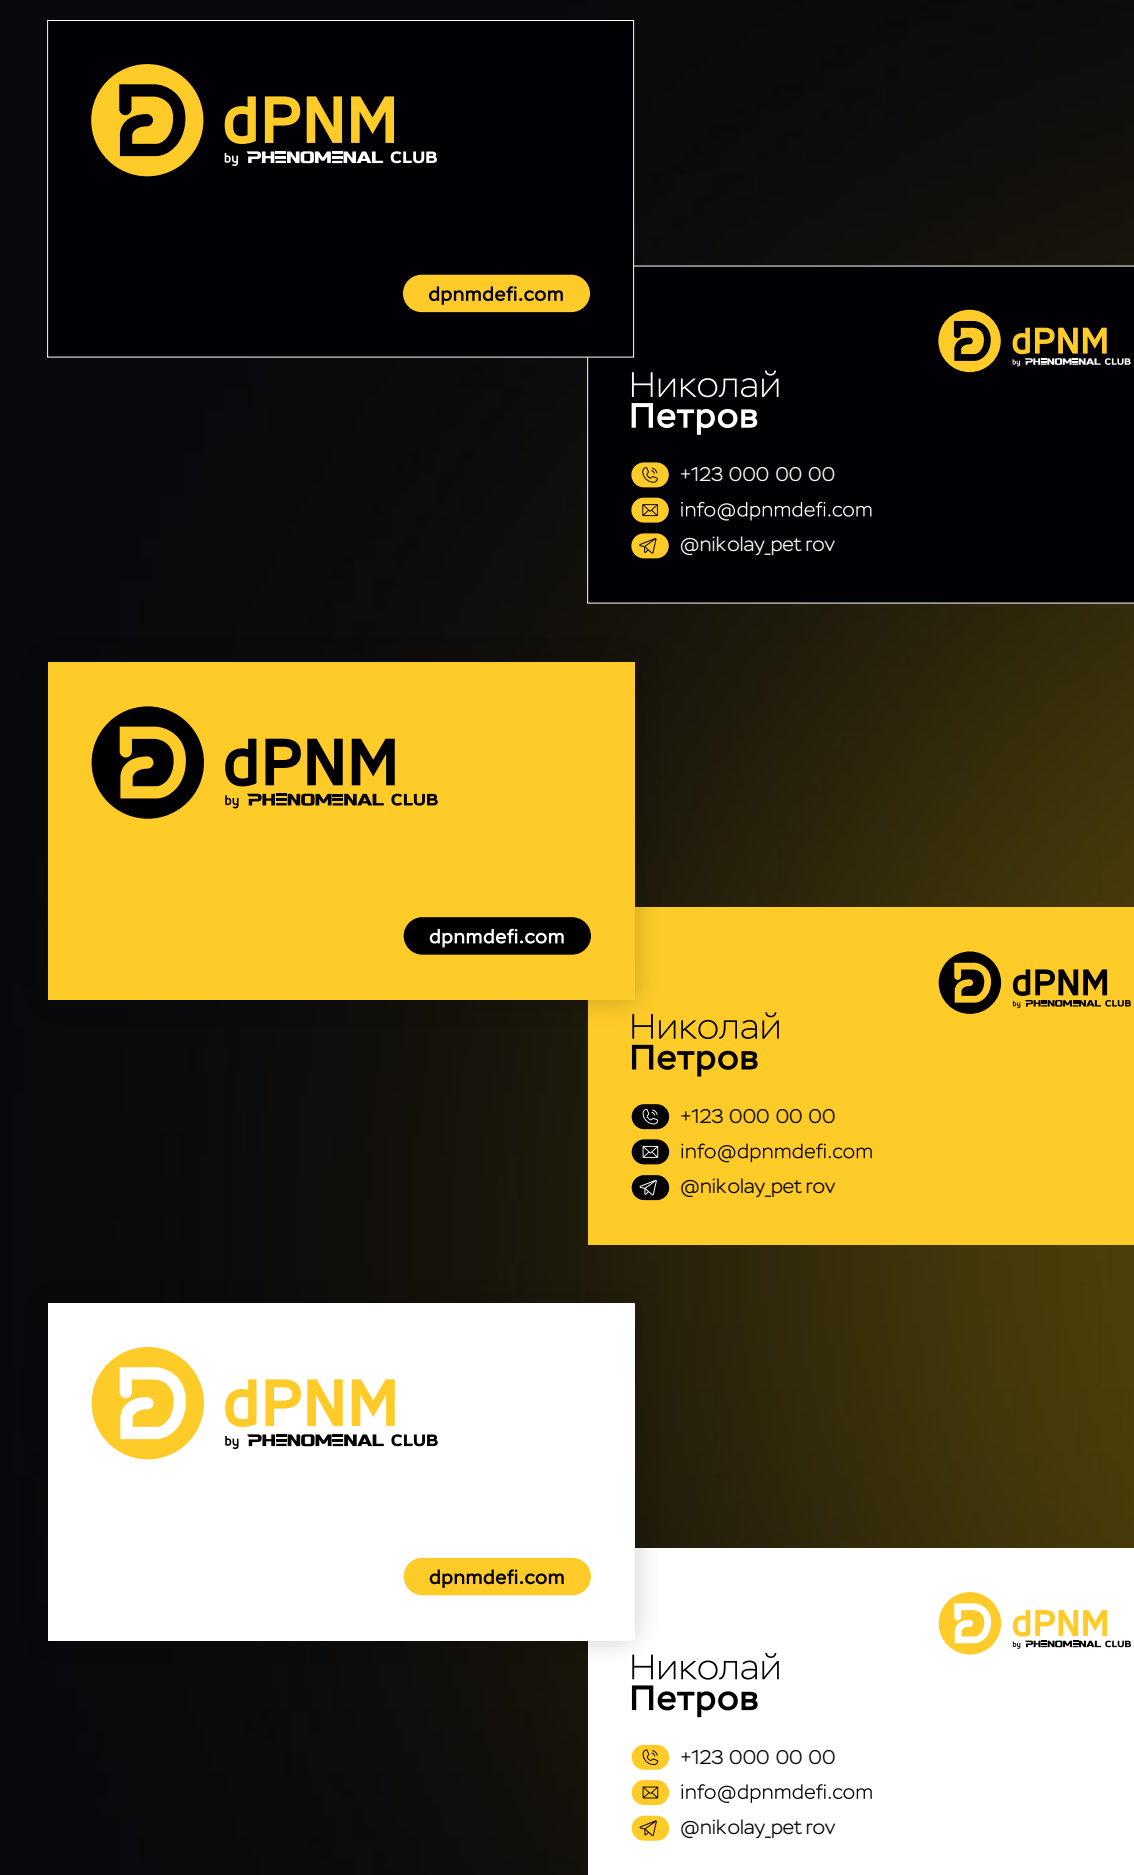 dPNM
by PHENOMENAL CLUB
dpnmdefi.com
dPNM
by PHENOMENAL CLUB
Николай
Петров
+123 000 00 00
info@dpnmdefi.com
@nikolay_pet rov
dPNM
by PHENOMENAL CLUB
dpnmdefi.com
dPNM
by PHENOMENAL CLUB
Николай
Петров
+123 000 00 00
info@dpnmdefi.com
@nikolay_pet rov
dPNM
by PHENOMENAL CLUB
dpnmdefi.com
dPNM
by PHENOMENAL CLUB
Николай
Петров
+123 000 00 00
info@dpnmdefi.com
@nikolay_pet rov